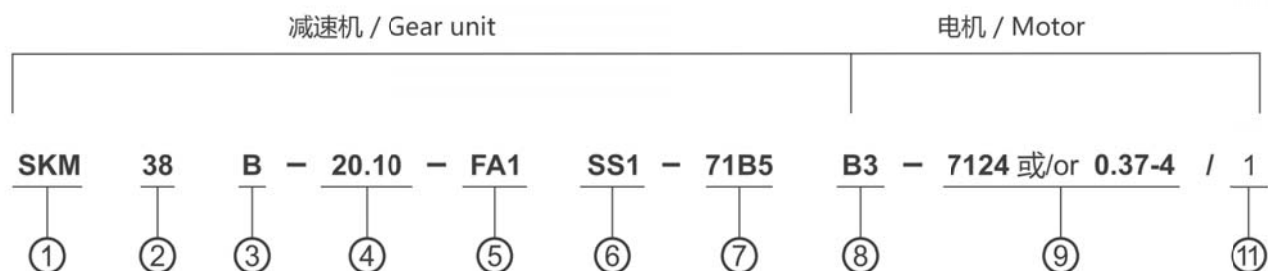 减速机 / Gear unit 电机 / Motor
SKM 38 B - 20.10 - FA1 SS1 - 71B5 B3 - 7124 或/or 0.37-4 / 1
① ② ③ ④ ⑤ ⑥ ⑦ ⑧ ⑨ ⑪